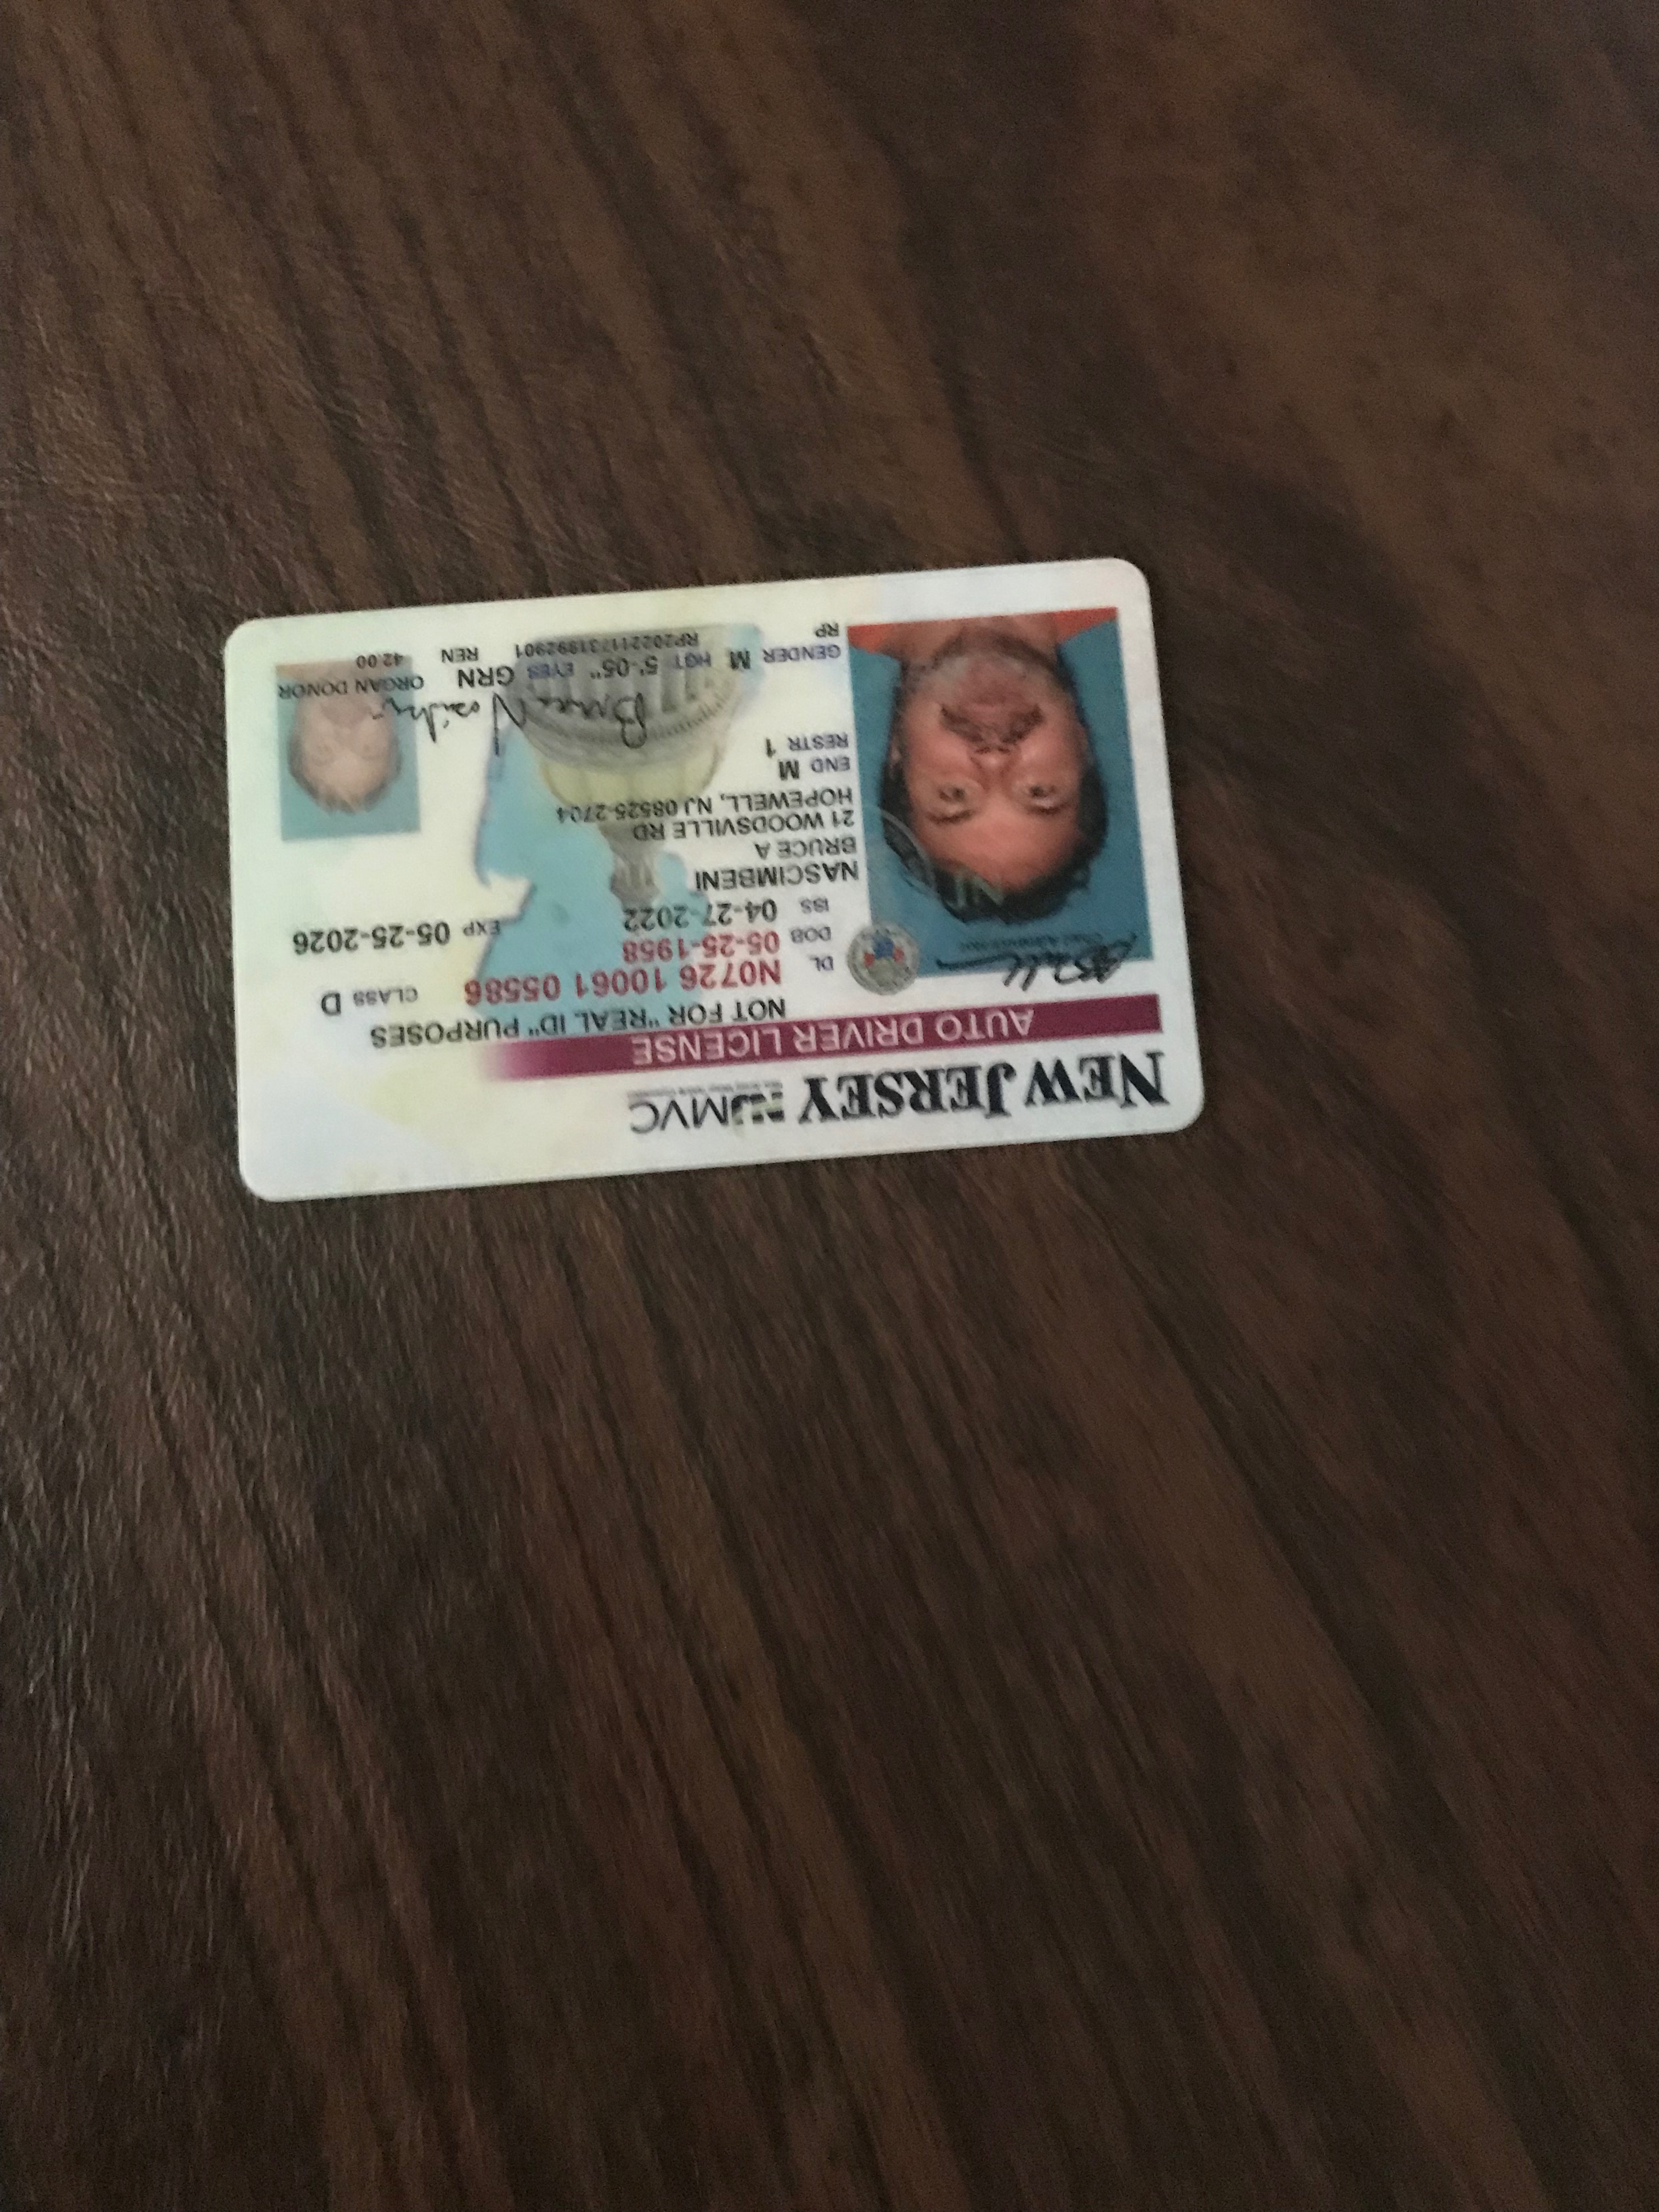 NEW JERSEY NJMVC
AUTO DRIVER LICENSE
NOT FOR "REAL ID" PURPOSES
DL N0726 10061 05586 CLASS D
DOB 05-25-1958
ISS 04-27-2022 EXP 05-25-2026
NASCIMBENI
BRUCE A
21 WOODSVILLE RD
HOPEWELL, NJ 08525-2704
END M
RESTR 1
GENDER M HGT 5'-05" EYES GRN ORGAN DONOR
RP RP202211731992901 REN 42.00